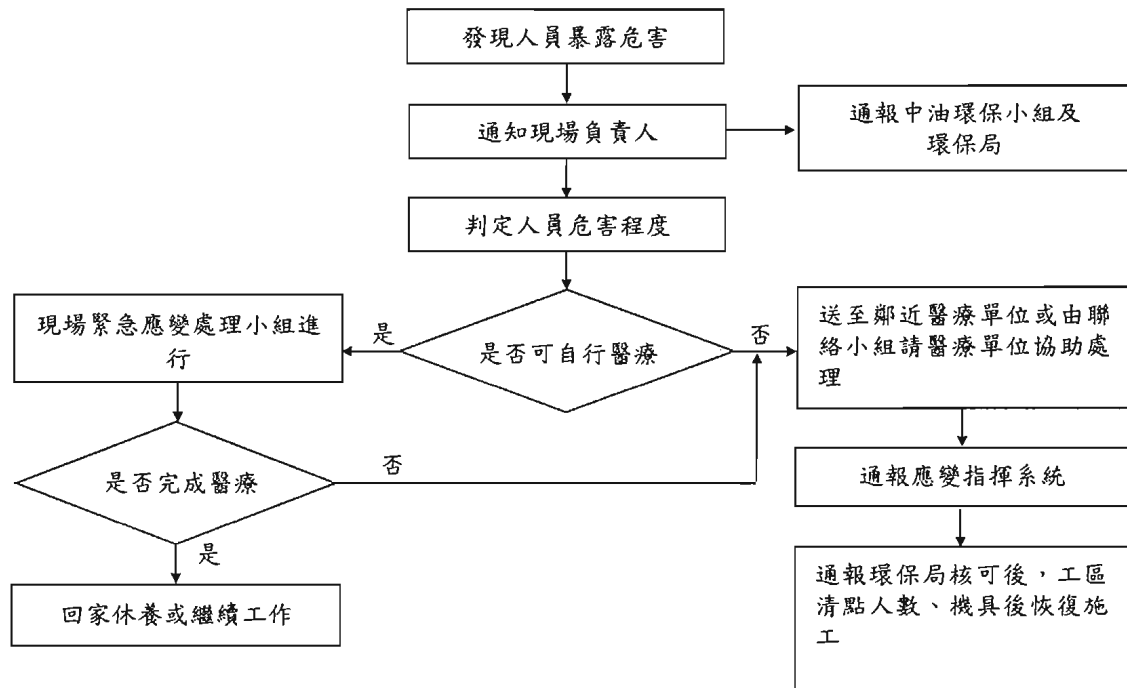 發現人員暴露危害
通知現場負責人
通報中油環保小組及
環保局
判定人員危害程度
現場緊急應變處理小組進
行
是
是否可自行醫療
否
送至鄰近醫療單位或由聯
絡小組請醫療單位協助處
理
是否完成醫療
否
通報應變指揮系統
是
回家休養或繼續工作
通報環保局核可後，工區
清點人數、機具後恢復施
工